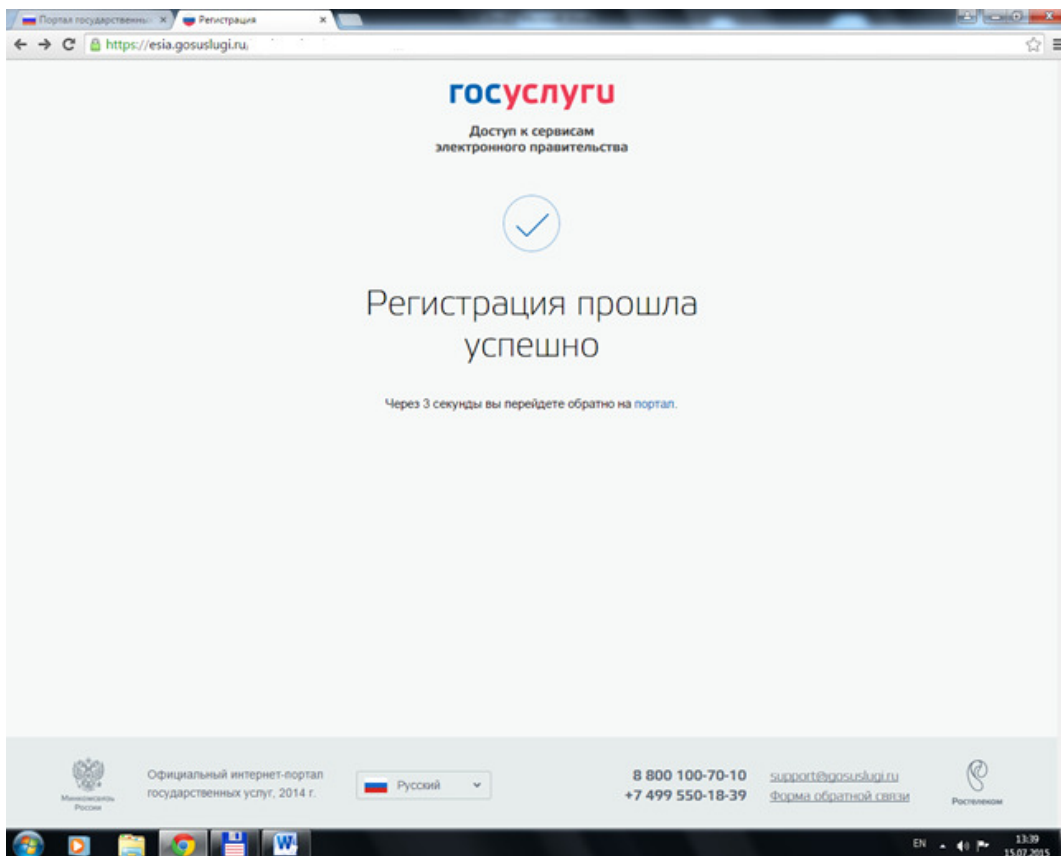 Портал государственны
Регистрация
https://esia.gosuslugi.ru/
госуслуги
Доступ к сервисам
электронного правительства
Регистрация прошла
успешно
Через 3 секунды вы перейдете обратно на портал.
Минкомсвязь
России
Официальный интернет-портал
государственных услуг, 2014 г.
Русский
8 800 100-70-10
+7 499 550-18-39
support@gosuslugi.ru
Форма обратной связи
Ростелеком
EN
13:39
15.07.2015